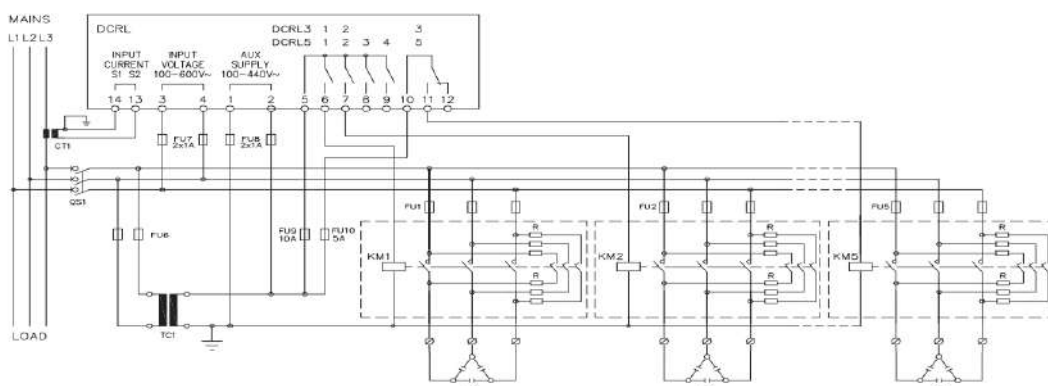 MAINS
L1 L2 L3
DCRL
DCRL3 1 2 3
DCRL5 1 2 3 4 5
INPUT CURRENT
S1 S2
INPUT VOLTAGE
100-600V~
AUX SUPPLY
100-440V~
14 13 3 4 1 2 5 6 7 8 9 10 11 12
CT1
FU7
2x1A
FU8
2x1A
QS1
FU6
FU9
10A
FU10
5A
FU1
FU2
FU5
KM1
R
R
KM2
R
R
KM5
R
R
TC1
LOAD